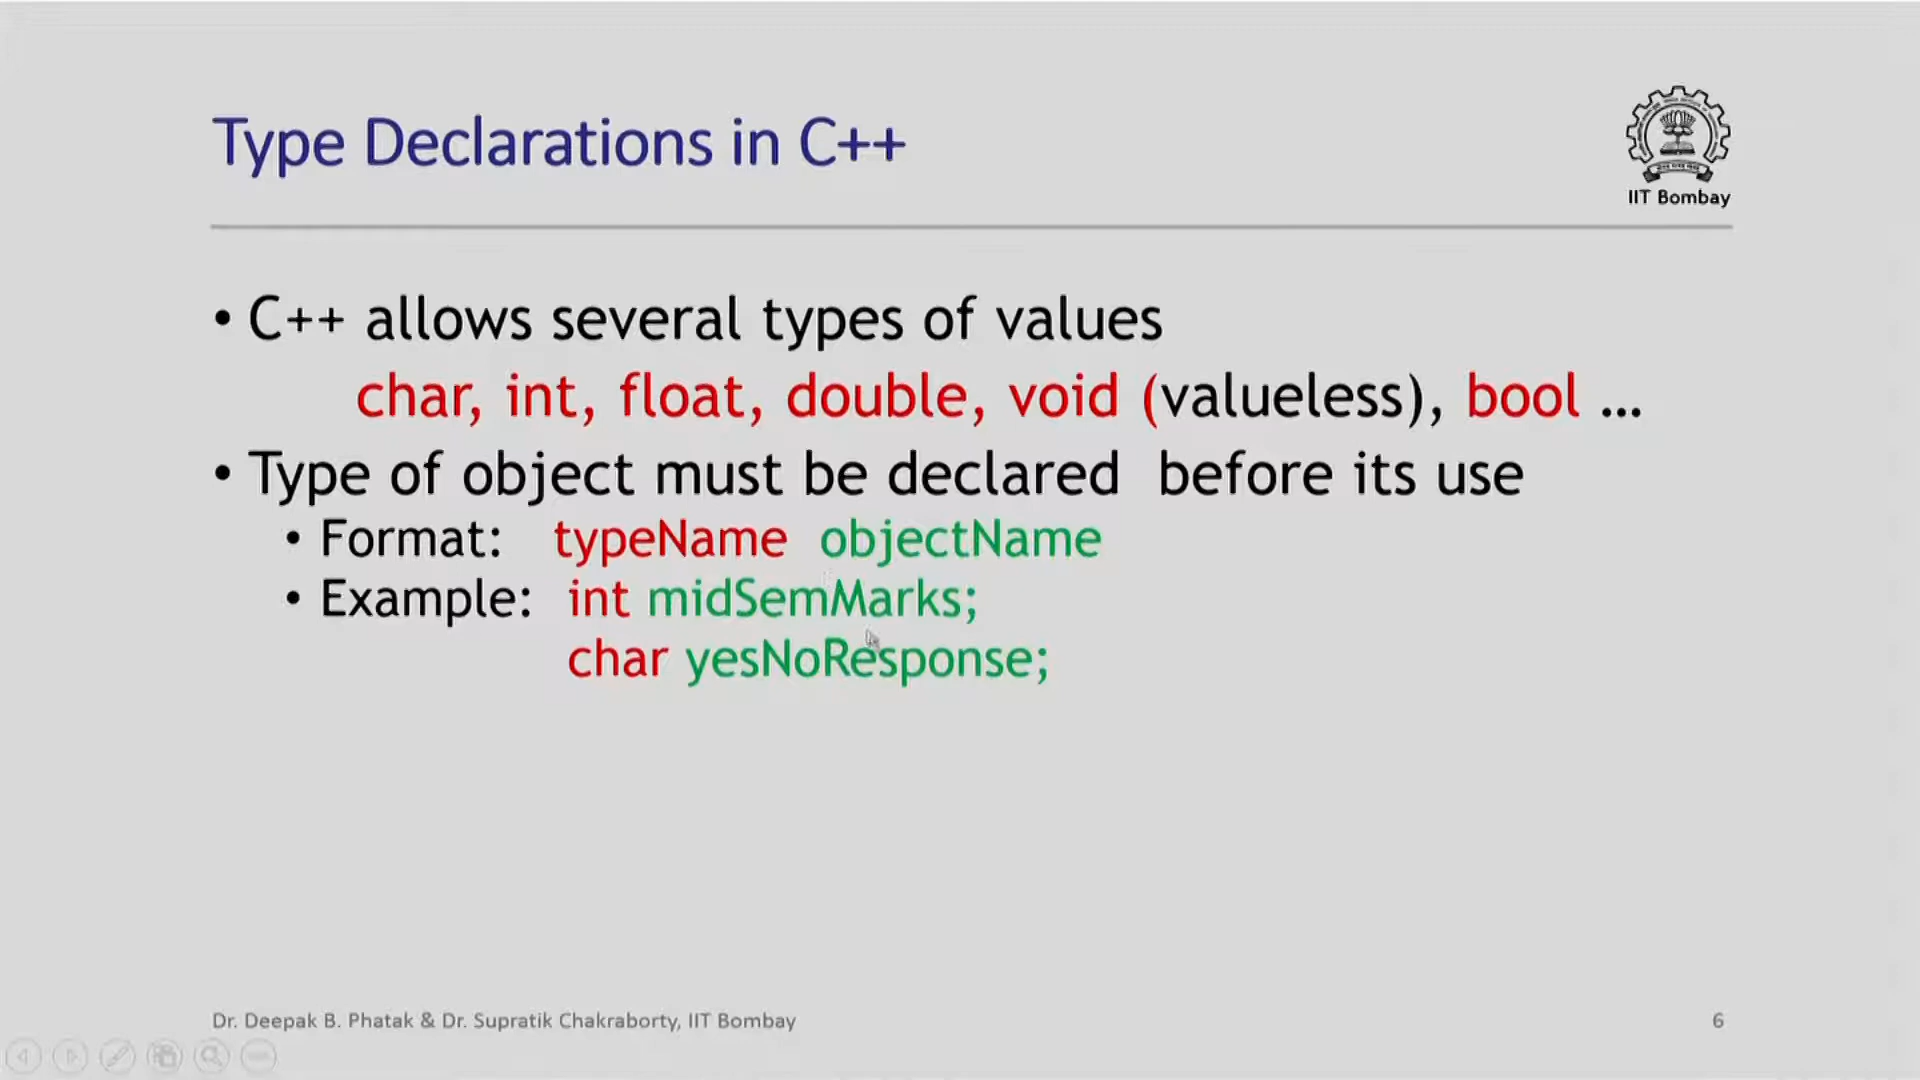 Type Declarations in C++
IIT Bombay
• C++ allows several types of values
char, int, float, double, void (valueless), bool ...
• Type of object must be declared before its use
• Format: typeName objectName
• Example: int midSemMarks;
char yesNoResponse;
Dr. Deepak B. Phatak & Dr. Supratik Chakraborty, IIT Bombay
6